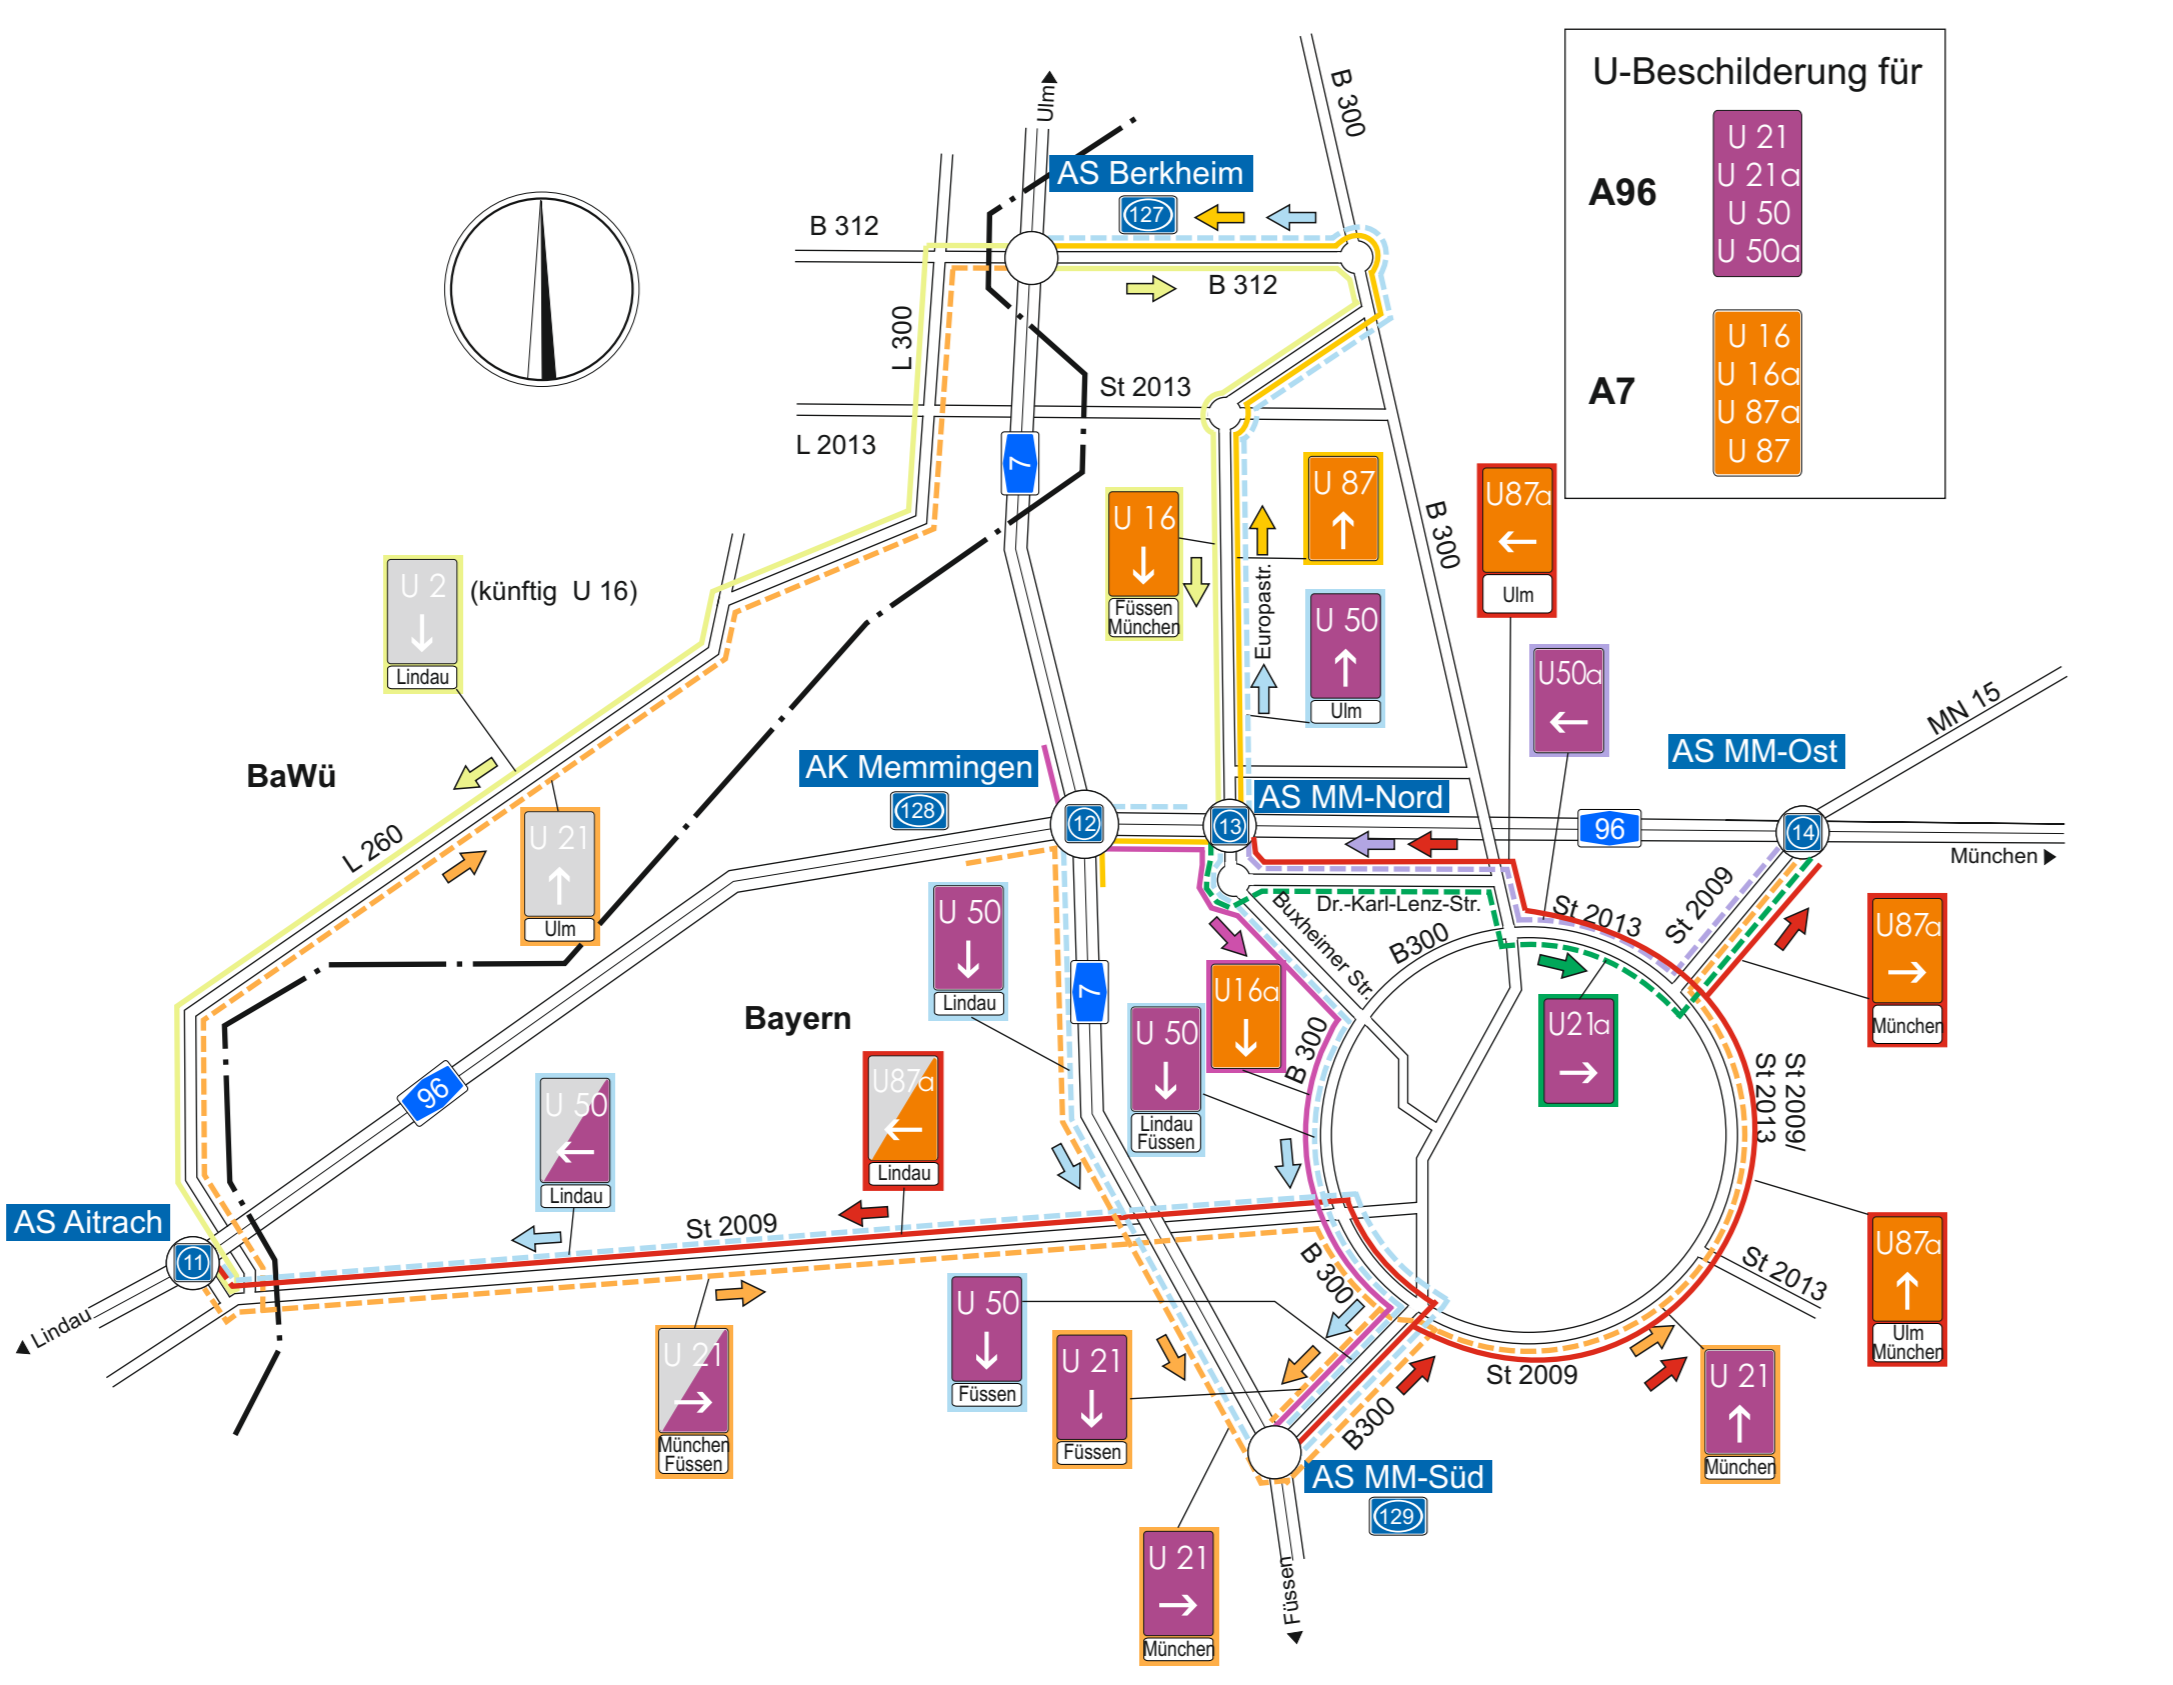 U-Beschilderung für
A96
U 21
U 21a
U 50
U 50a
A7
U 16
U 16a
U 87a
U 87
Ulm
B 300
AS Berkheim
127
B 312
B 312
L 300
St 2013
L 2013
7
B 300
U 87
U87a
Ulm
U 16
Füssen
München
Europastr.
U 50
Ulm
U 2
(künftig U 16)
Lindau
U50a
MN 15
AS MM-Ost
BaWü
AK Memmingen
128
AS MM-Nord
12
13
96
14
München
L 260
U 21
Ulm
U 50
Lindau
Buxheimer Str.
Dr.-Karl-Lenz-Str.
St 2013
St 2009
B300
U87a
München
7
Bayern
U16a
U 50
Lindau
Füssen
B 300
U21a
St 2009/
St 2013
96
U 50
Lindau
U87a
Lindau
AS Aitrach
11
St 2009
Lindau
B 300
St 2013
U87a
Ulm
München
U 21
München
Füssen
U 50
Füssen
U 21
Füssen
St 2009
U 21
München
B300
AS MM-Süd
129
U 21
München
Füssen